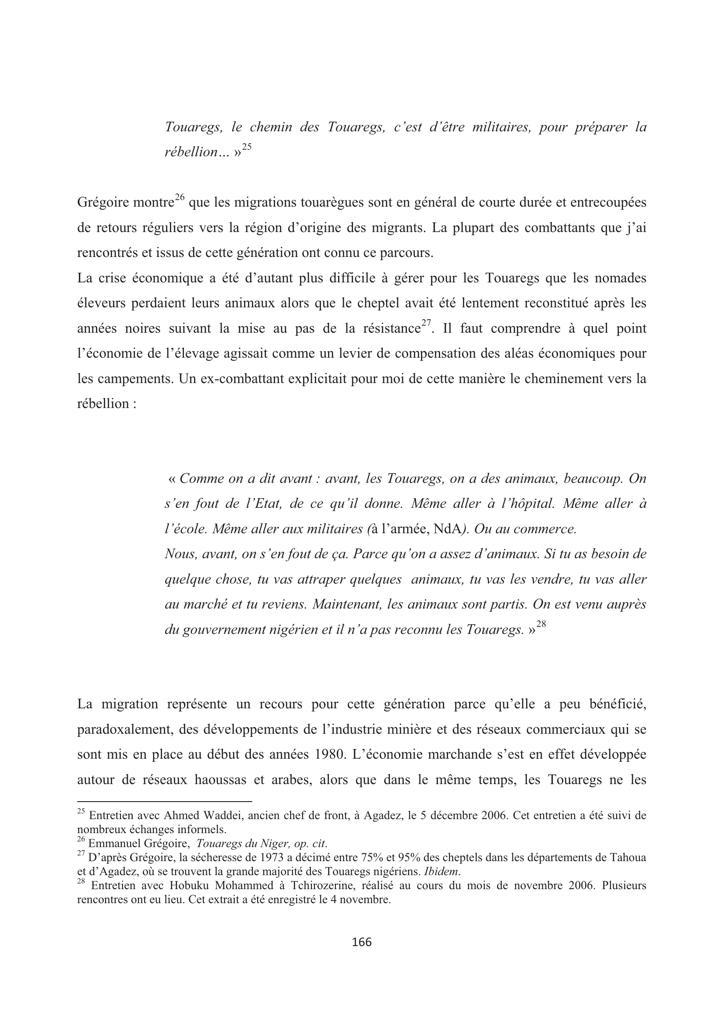 Touaregs, le chemin des Touaregs, c’est d’être militaires, pour préparer la
rébellion… »25
Grégoire montre26 que les migrations touarègues sont en général de courte durée et entrecoupées
de retours réguliers vers la région d’origine des migrants. La plupart des combattants que j’ai
rencontrés et issus de cette génération ont connu ce parcours.
La crise économique a été d’autant plus difficile à gérer pour les Touaregs que les nomades
éleveurs perdaient leurs animaux alors que le cheptel avait été lentement reconstitué après les
années noires suivant la mise au pas de la résistance27. Il faut comprendre à quel point
l’économie de l’élevage agissait comme un levier de compensation des aléas économiques pour
les campements. Un ex-combattant explicitait pour moi de cette manière le cheminement vers la
rébellion :
« Comme on a dit avant : avant, les Touaregs, on a des animaux, beaucoup. On
s’en fout de l’Etat, de ce qu’il donne. Même aller à l’hôpital. Même aller à
l’école. Même aller aux militaires (à l’armée, NdA). Ou au commerce.
Nous, avant, on s’en fout de ça. Parce qu’on a assez d’animaux. Si tu as besoin de
quelque chose, tu vas attraper quelques animaux, tu vas les vendre, tu vas aller
au marché et tu reviens. Maintenant, les animaux sont partis. On est venu auprès
du gouvernement nigérien et il n’a pas reconnu les Touaregs. »28
La migration représente un recours pour cette génération parce qu’elle a peu bénéficié,
paradoxalement, des développements de l’industrie minière et des réseaux commerciaux qui se
sont mis en place au début des années 1980. L’économie marchande s’est en effet développée
autour de réseaux haoussas et arabes, alors que dans le même temps, les Touaregs ne les
25 Entretien avec Ahmed Waddei, ancien chef de front, à Agadez, le 5 décembre 2006. Cet entretien a été suivi de
nombreux échanges informels.
26 Emmanuel Grégoire, Touaregs du Niger, op. cit.
27 D’après Grégoire, la sécheresse de 1973 a décimé entre 75% et 95% des cheptels dans les départements de Tahoua
et d’Agadez, où se trouvent la grande majorité des Touaregs nigériens. Ibidem.
28 Entretien avec Hobuku Mohammed à Tchirozerine, réalisé au cours du mois de novembre 2006. Plusieurs
rencontres ont eu lieu. Cet extrait a été enregistré le 4 novembre.
166